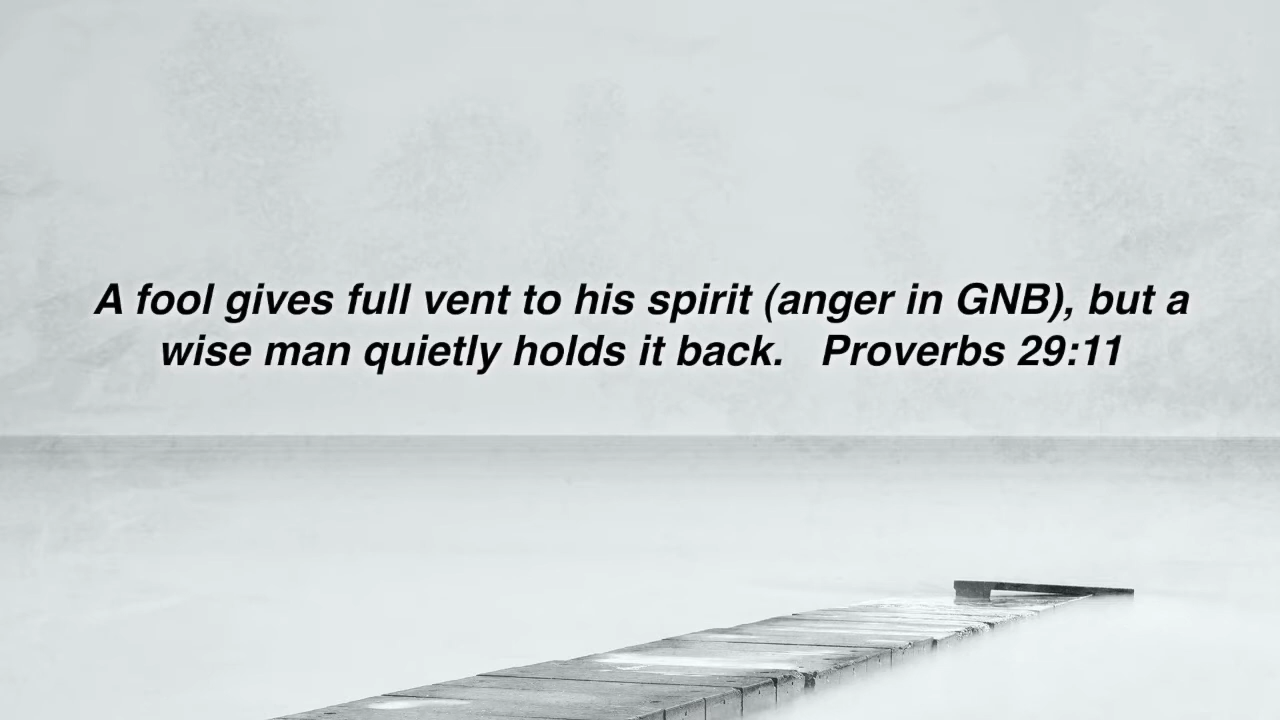 A fool gives full vent to his spirit (anger in GNB), but a
wise man quietly holds it back.   Proverbs 29:11